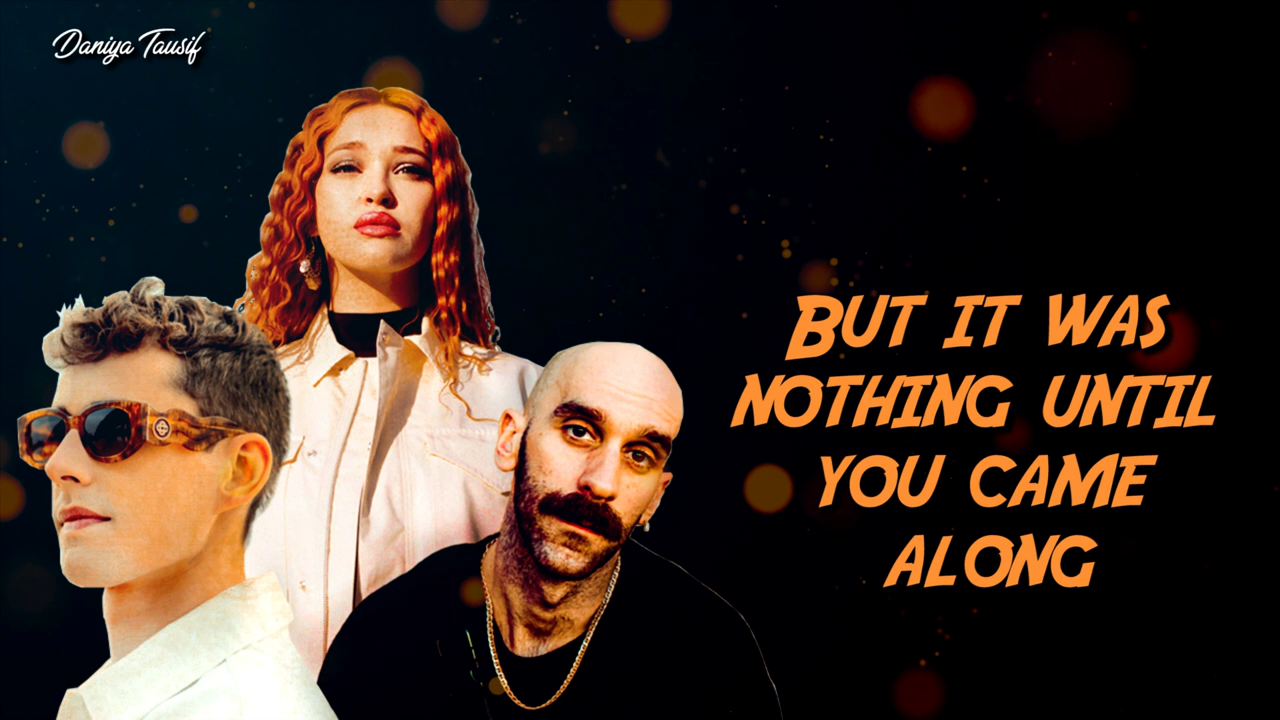 Daniya Tausif
But it was
nothing until
you came
along